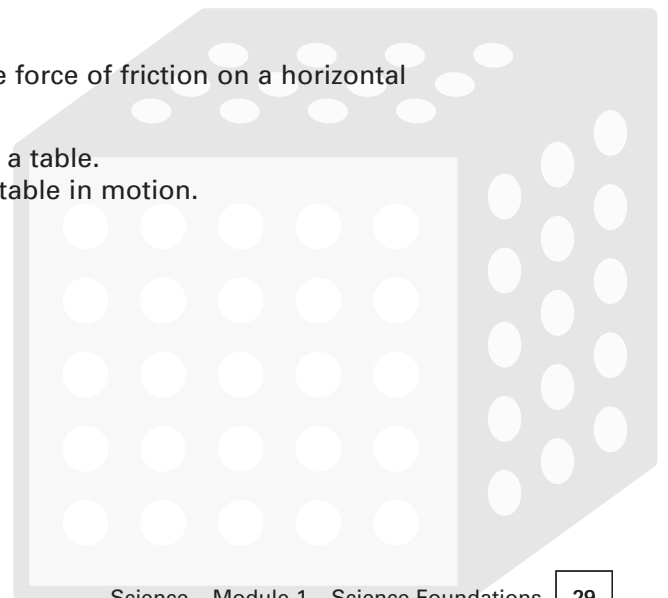 force of friction on a horizontal
a table.
table in motion.
Science – Module 1 – Science Foundations 29